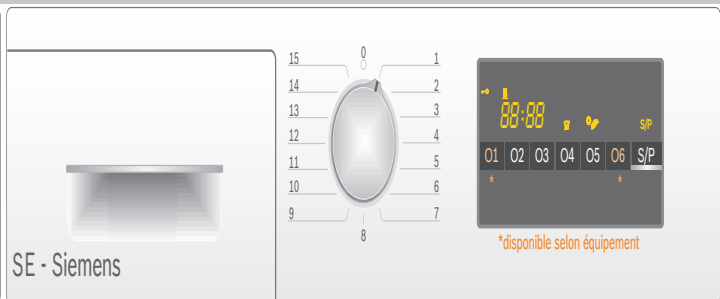 15 0 1
14 2
13 3
12 4
11 5
10 6
9 7
8
88:88
S/P
O1 O2 O3 O4 O5 O6 S/P
* *
*disponible selon équipement
SE - Siemens